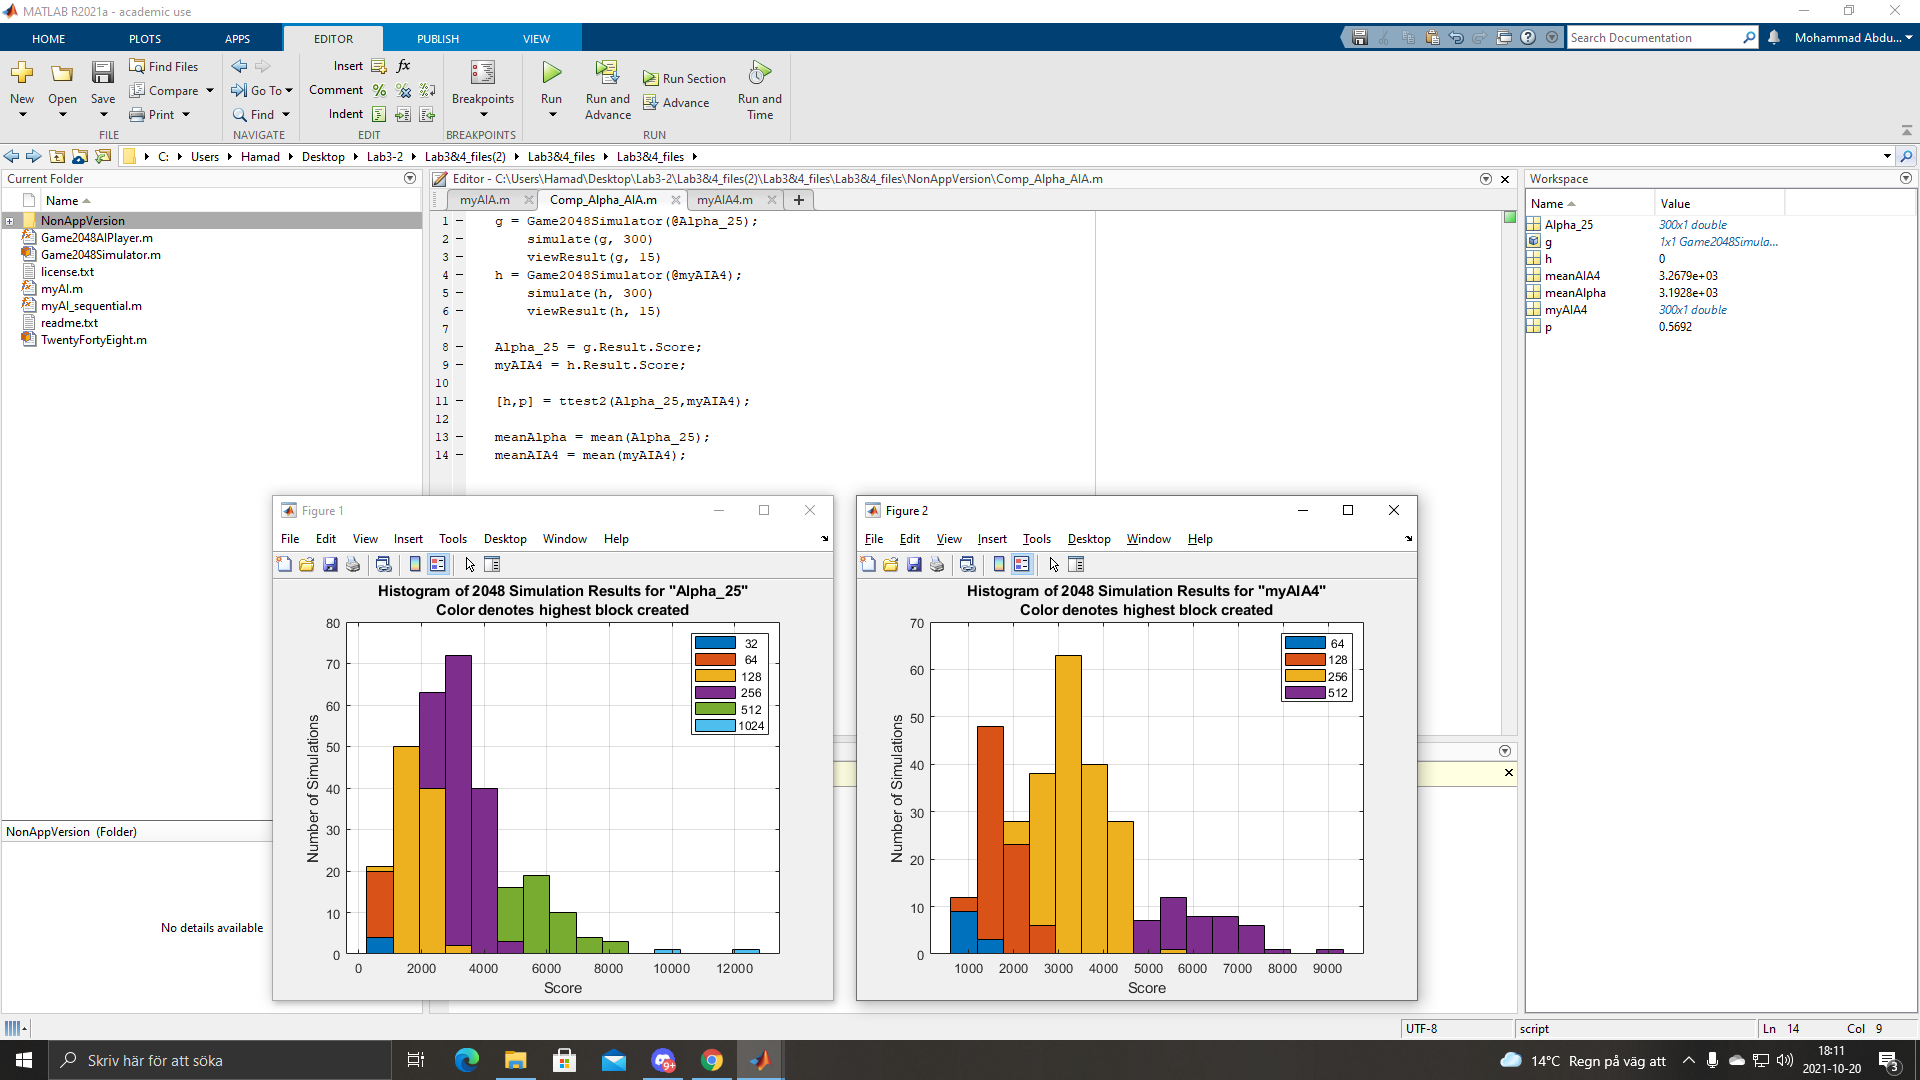 MATLAB R2021a - academic use
HOME PLOTS APPS EDITOR PUBLISH VIEW
Search Documentation
Mohammad Abdu...
New
Open
Save
Find Files
Compare
Print
FILE
Go To
Find
NAVIGATE
Insert
Comment
Indent
EDIT
Breakpoints
BREAKPOINTS
Run
Run and Advance
Run Section
Advance
Run and Time
RUN
C: Users Hamad Desktop Lab3-2 Lab3&4_files(2) Lab3&4_files Lab3&4_files
Current Folder
Name
NonAppVersion
Game2048AIPlayer.m
Game2048Simulator.m
license.txt
myAI.m
myAI_sequential.m
readme.txt
TwentyFortyEight.m
NonAppVersion (Folder)
No details available
Editor - C:\Users\Hamad\Desktop\Lab3-2\Lab3&4_files(2)\Lab3&4_files\Lab3&4_files\NonAppVersion\Comp_Alpha_AIA.m
myAIA.m Comp_Alpha_AIA.m myAIA4.m
1 g = Game2048Simulator(@Alpha_25);
2 simulate(g, 300)
3 viewResult(g, 15)
4 h = Game2048Simulator(@myAIA4);
5 simulate(h, 300)
6 viewResult(h, 15)
7
8 Alpha_25 = g.Result.Score;
9 myAIA4 = h.Result.Score;
10
11 [h,p] = ttest2(Alpha_25,myAIA4);
12
13 meanAlpha = mean(Alpha_25);
14 meanAIA4 = mean(myAIA4);
Workspace
Name Value
Alpha_25 300x1 double
g 1x1 Game2048Simula...
h 0
meanAIA4 3.2679e+03
meanAlpha 3.1928e+03
myAIA4 300x1 double
p 0.5692
Figure 1
File Edit View Insert Tools Desktop Window Help
Histogram of 2048 Simulation Results for "Alpha_25"
Color denotes highest block created
Number of Simulations
80
70
60
50
40
30
20
10
0
32
64
128
256
512
1024
0 2000 4000 6000 8000 10000 12000
Score
Figure 2
File Edit View Insert Tools Desktop Window Help
Histogram of 2048 Simulation Results for "myAIA4"
Color denotes highest block created
Number of Simulations
70
60
50
40
30
20
10
0
64
128
256
512
1000 2000 3000 4000 5000 6000 7000 8000 9000
Score
UTF-8 script Ln 14 Col 9
Skriv här för att söka
9+
14°C Regn på väg att
18:11
2021-10-20
3